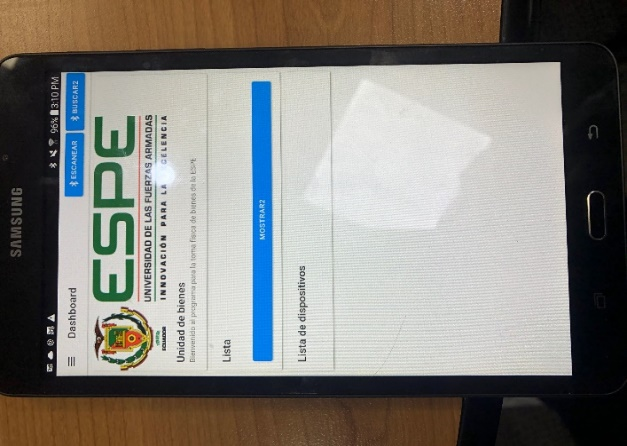 SAMSUNG
96% 3:10 PM
Dashboard
ESCANEAR
BUSCAR2
ESPE
UNIVERSIDAD DE LAS FUERZAS ARMADAS
INNOVACIÓN PARA LA EXCELENCIA
ECUADOR
Unidad de bienes
Bienvenido al programa para la toma física de bienes de la ESPE
Lista
MOSTRAR2
Lista de dispositivos